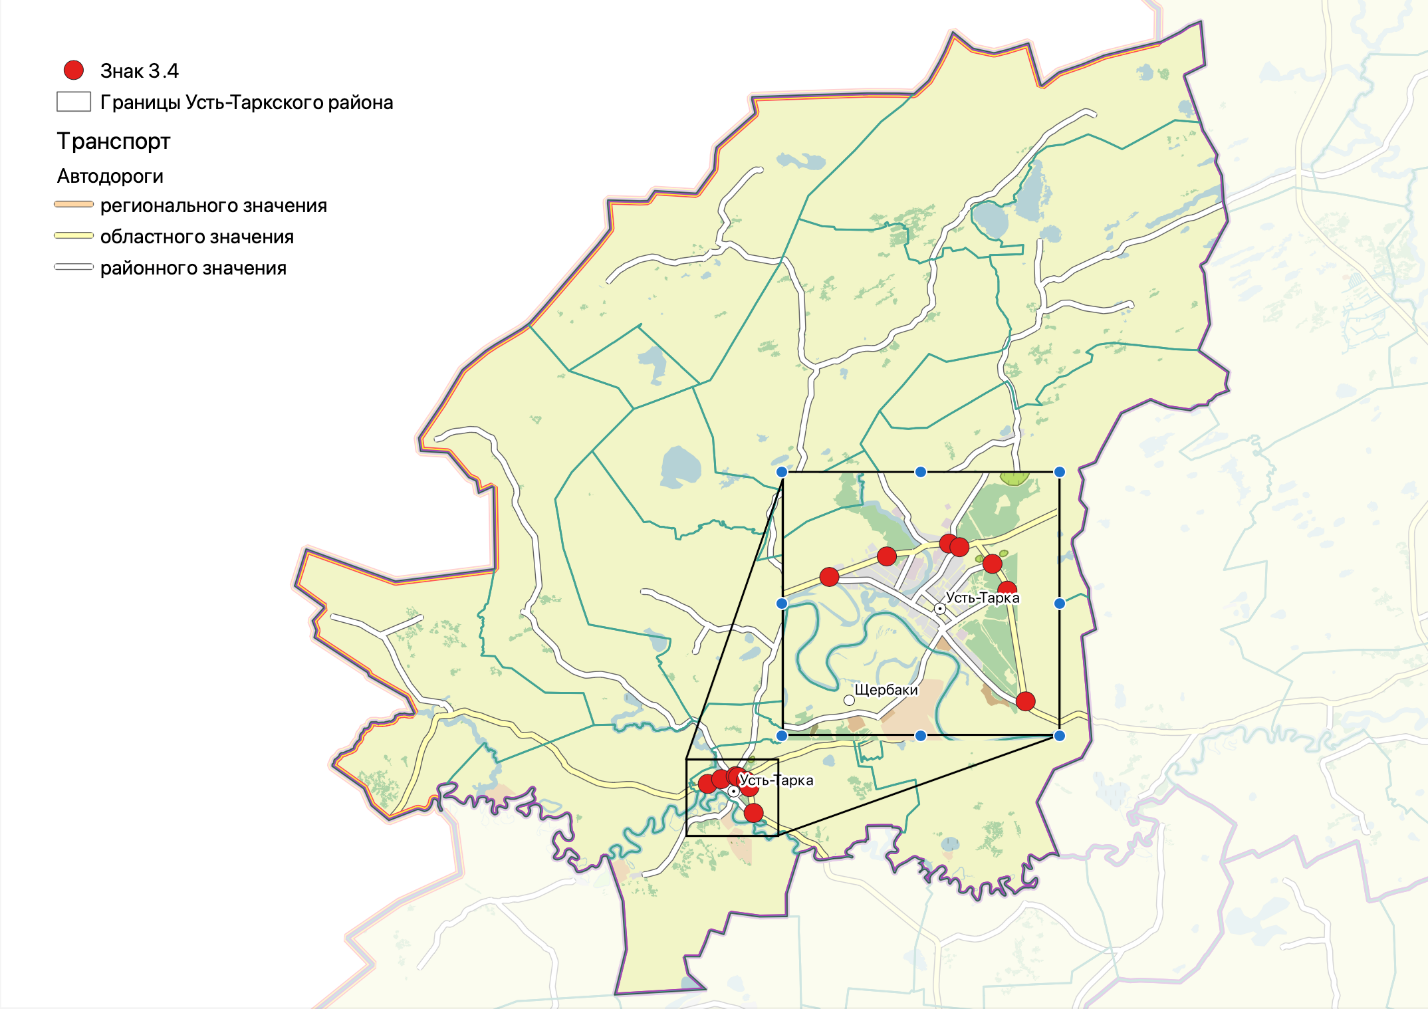 Знак 3.4
Границы Усть-Таркского района
Транспорт
Автодороги
регионального значения
областного значения
районного значения
Усть-Тарка
Щербаки
Усть-Тарка